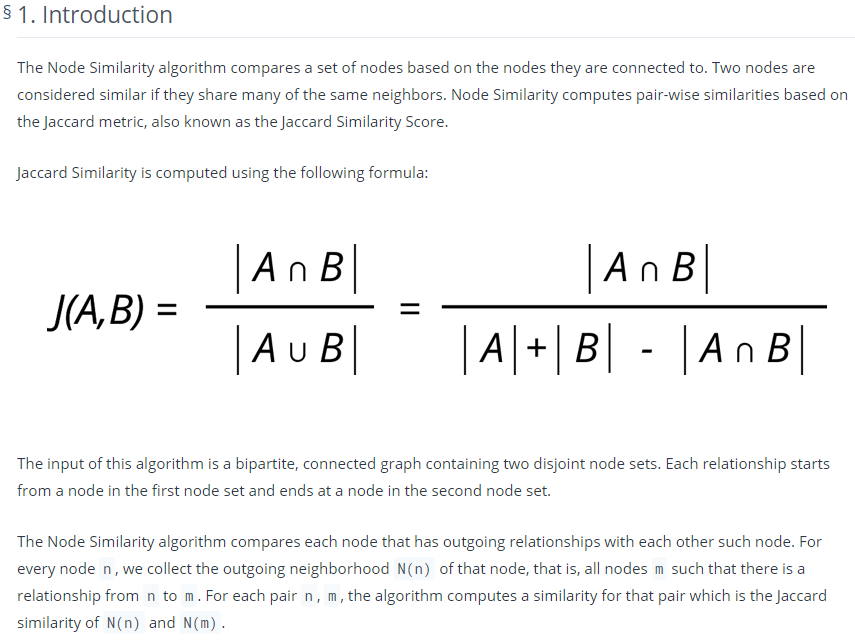 § 1. Introduction
The Node Similarity algorithm compares a set of nodes based on the nodes they are connected to. Two nodes are
considered similar if they share many of the same neighbors. Node Similarity computes pair-wise similarities based on
the Jaccard metric, also known as the Jaccard Similarity Score.
Jaccard Similarity is computed using the following formula:
J(A,B) = |A ∩ B| / |A ∪ B| = |A ∩ B| / |A|+|B| - |A ∩ B|
The input of this algorithm is a bipartite, connected graph containing two disjoint node sets. Each relationship starts
from a node in the first node set and ends at a node in the second node set.
The Node Similarity algorithm compares each node that has outgoing relationships with each other such node. For
every node n, we collect the outgoing neighborhood N(n) of that node, that is, all nodes m such that there is a
relationship from n to m. For each pair n, m, the algorithm computes a similarity for that pair which is the Jaccard
similarity of N(n) and N(m).